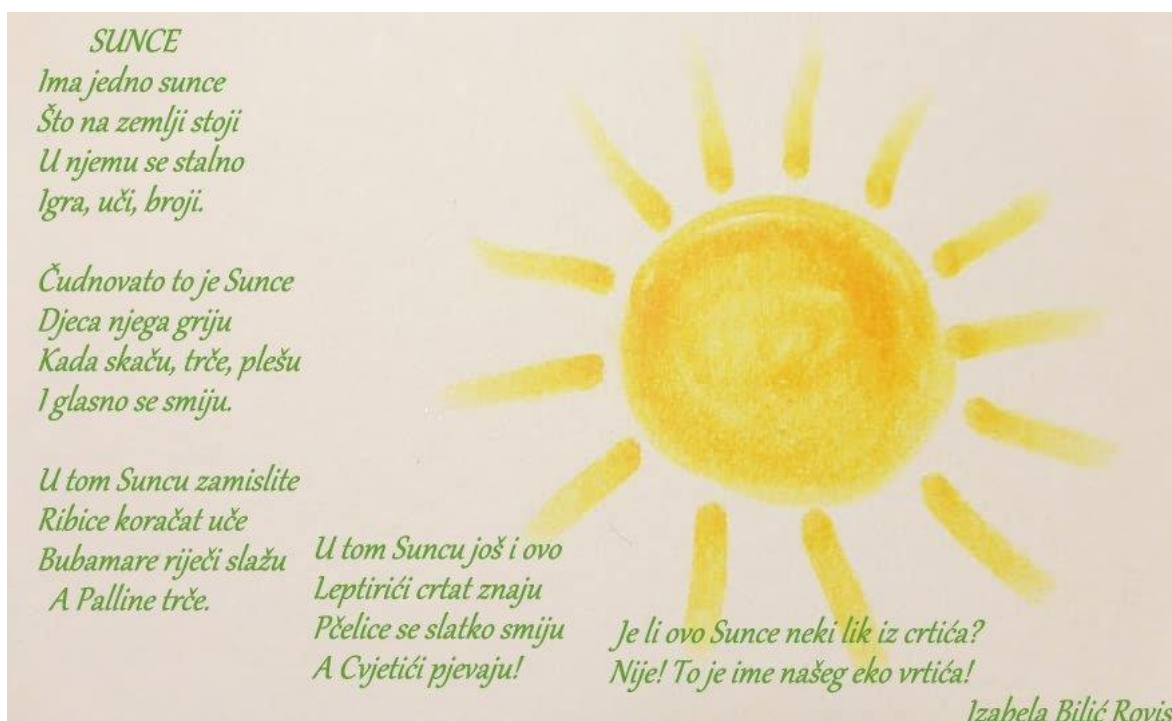 SUNCE
Ima jedno sunce
Što na zemlji stoji
U njemu se stalno
Igra, uči, broji.
Čudnovato to je Sunce
Djeca njega griju
Kada skaču, trče, plešu
I glasno se smiju.
U tom Suncu zamislite
Ribice koračat uče
Bubamare riječi slažu
A Palline trče.
U tom Suncu još i ovo
Leptirići crtat znaju
Pčelice se slatko smiju
A Cvjetići pjevaju!
Je li ovo Sunce neki lik iz crtića?
Nije! To je ime našeg eko vrtića!
Izabela Bilić Rovis